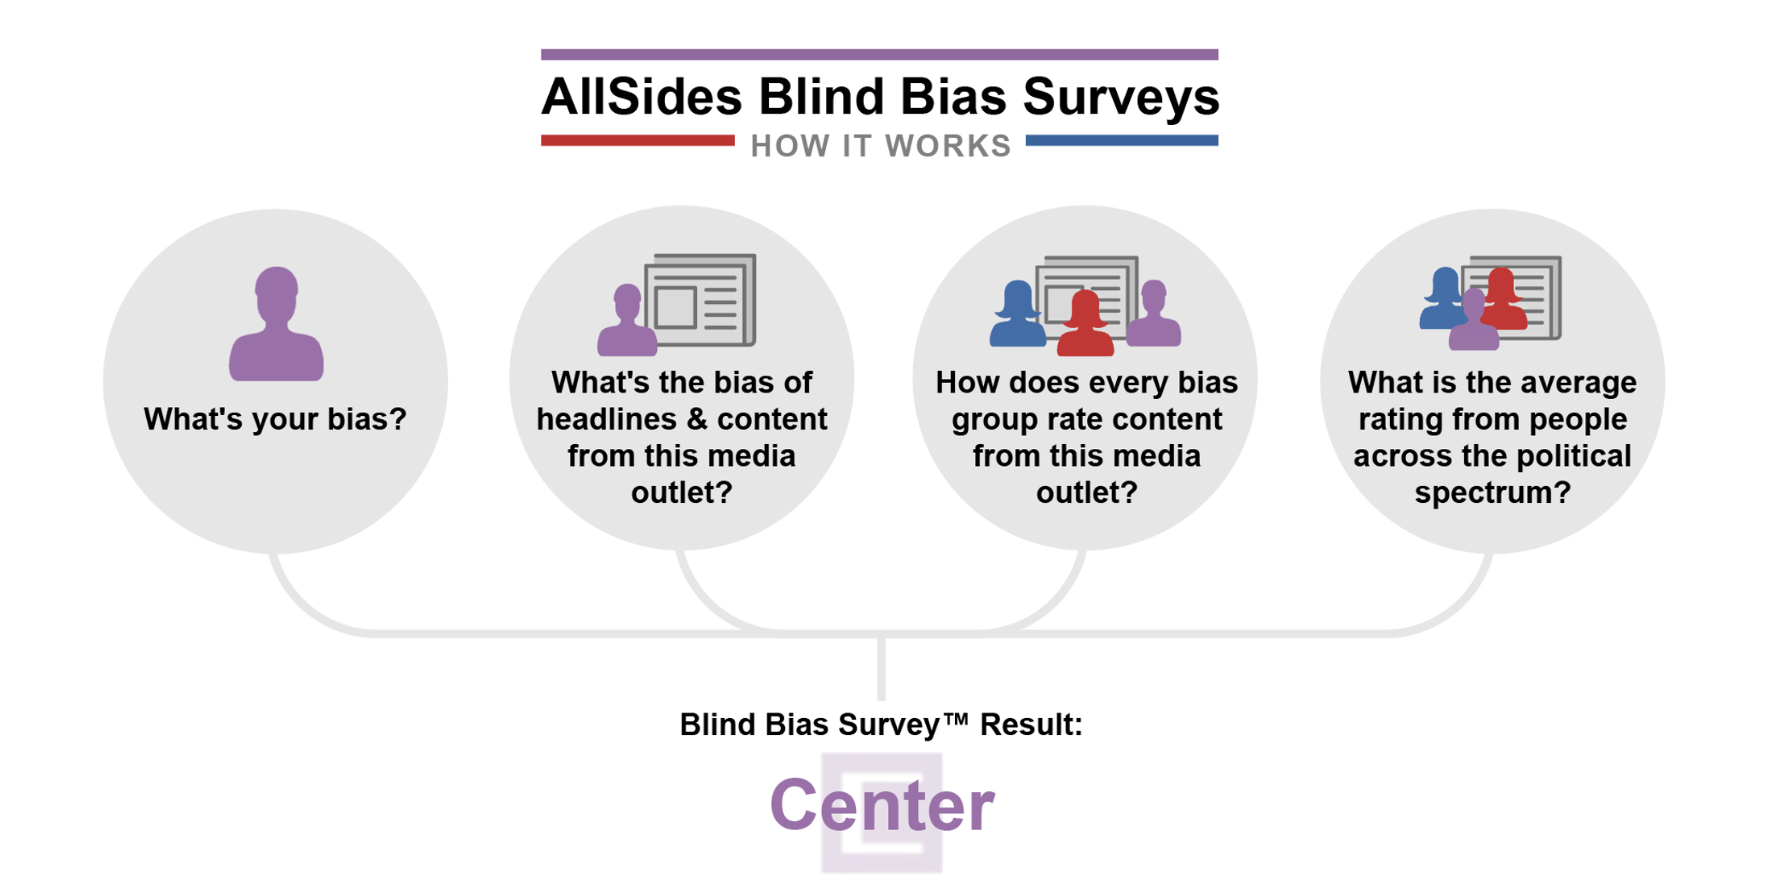 AllSides Blind Bias Surveys
HOW IT WORKS
What's your bias?
What's the bias of
headlines & content
from this media
outlet?
How does every bias
group rate content
from this media
outlet?
What is the average
rating from people
across the political
spectrum?
Blind Bias Survey™ Result:
Center